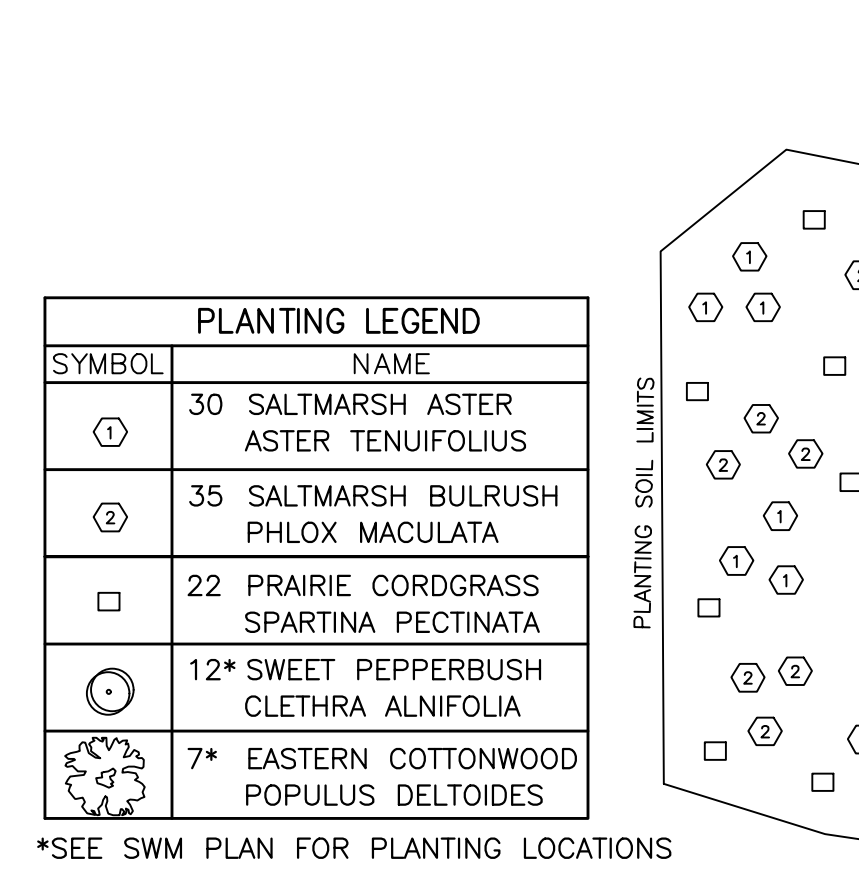 PLANTING LEGEND
SYMBOL NAME
1 30 SALTMARSH ASTER
ASTER TENUIFOLIUS
2 35 SALTMARSH BULRUSH
PHLOX MACULATA
22 PRAIRIE CORDGRASS
SPARTINA PECTINATA
12* SWEET PEPPERBUSH
CLETHRA ALNIFOLIA
7* EASTERN COTTONWOOD
POPULUS DELTOIDES
*SEE SWM PLAN FOR PLANTING LOCATIONS
PLANTING SOIL LIMITS
1
1 1
2
2 2
1
1
1
2 2
2